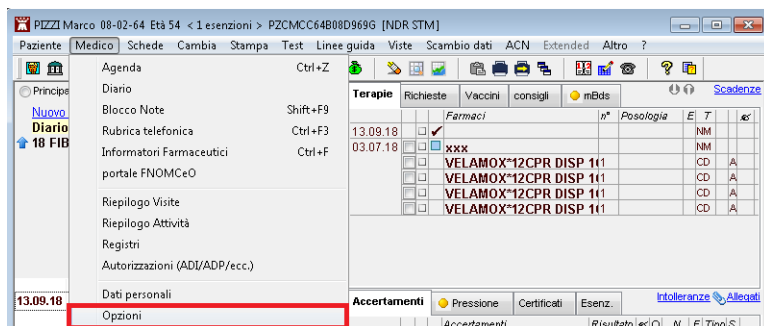 PIZZI Marco 08-02-64 Età 54 < 1 esenzioni > PZCMCC64B08D969G [NDR STM]
Paziente Medico Schede Cambia Stampa Test Linee guida Viste Scambio dati ACN Extended Altro ?
Agenda Ctrl+Z
Diario
Blocco Note Shift+F9
Rubrica telefonica Ctrl+F3
Informatori Farmaceutici Ctrl+F
portale FNOMCeO
Riepilogo Visite
Riepilogo Attività
Registri
Autorizzazioni (ADI/ADP/ecc.)
Dati personali
Opzioni
Principa
Nuovo
Diario
18 FIB
13.09.18
Terapie Richieste Vaccini consigli mBds Scadenze
Farmaci n° Posologia E T
13.09.18 NM
03.07.18 xxx NM
VELAMOX*12CPR DISP 1 1 CD A
VELAMOX*12CPR DISP 1 1 CD A
VELAMOX*12CPR DISP 1 1 CD A
VELAMOX*12CPR DISP 1 1 CD A
Accertamenti Pressione Certificati Esenz. Intolleranze Allegati
Accertamenti Risultato O N E Tipo S